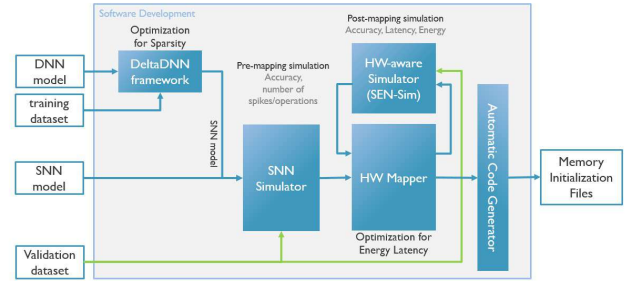 Software Development
Optimization
for Sparsity
DNN
model
DeltaDNN
framework
training
dataset
SNN model
Pre-mapping simulation
Accuracy,
number of
spikes/operations
Post-mapping simulation
Accuracy, Latency, Energy
HW-aware
Simulator
(SEN-Sim)
SNN
model
SNN
Simulator
HW Mapper
Optimization for
Energy Latency
Automatic Code Generator
Memory
Initialization
Files
Validation
dataset